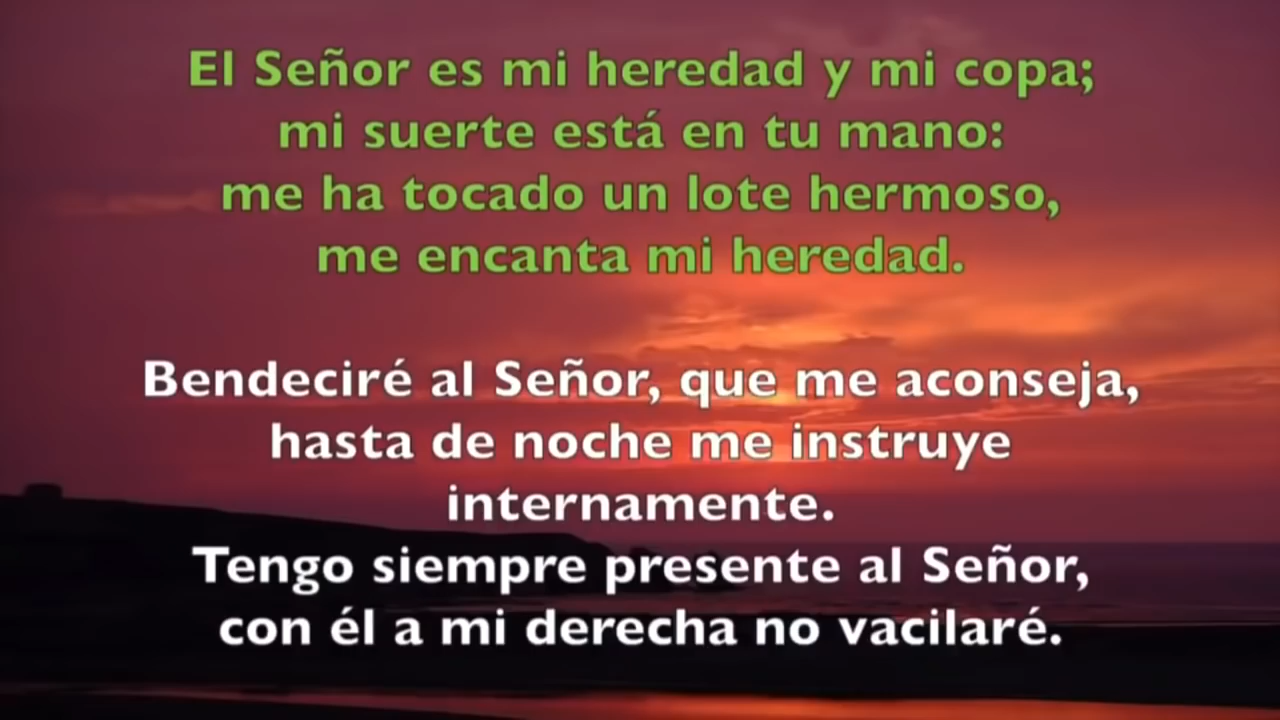 El Señor es mi heredad y mi copa;
mi suerte está en tu mano:
me ha tocado un lote hermoso,
me encanta mi heredad.
Bendeciré al Señor, que me aconseja,
hasta de noche me instruye
internamente.
Tengo siempre presente al Señor,
con él a mi derecha no vacilaré.